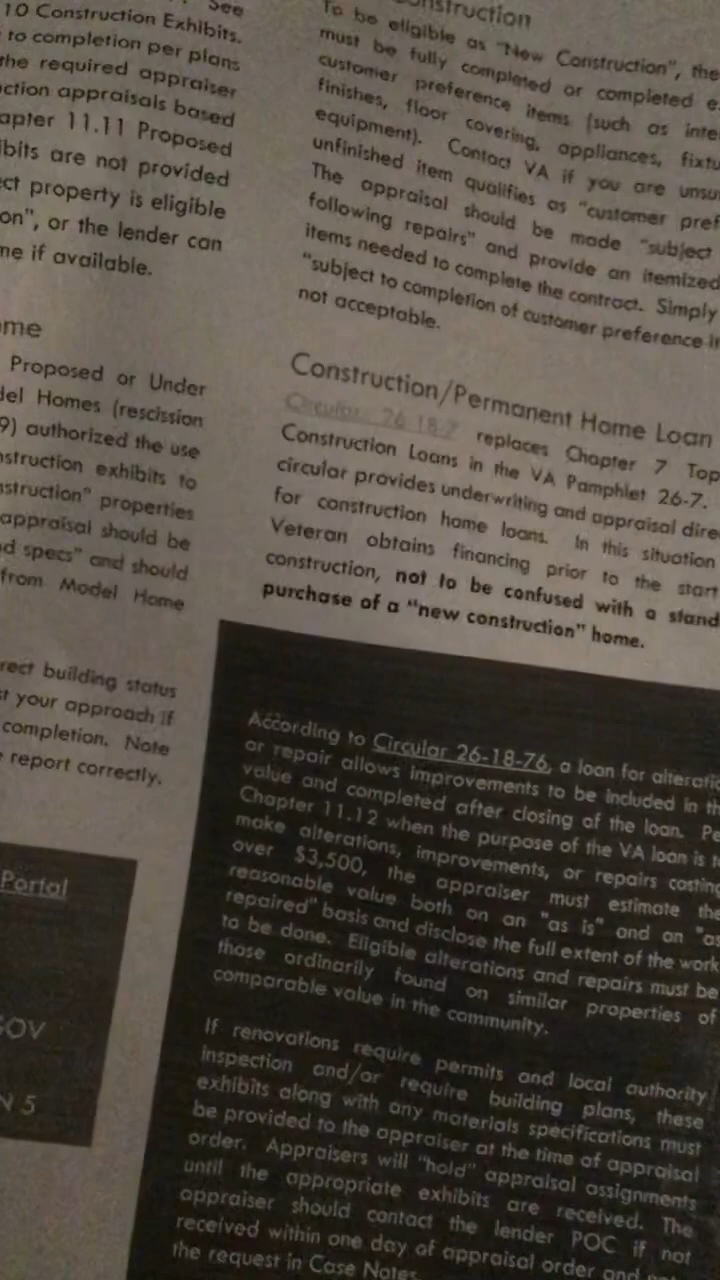 See
10 Construction Exhibits.
to completion per plans
the required appraiser
ction appraisals based
apter 11.11 Proposed
ibits are not provided
ect property is eligible
on", or the lender can
me if available.
ome
Proposed or Under
del Homes (rescission
9) authorized the use
nstruction exhibits to
nstruction" properties
appraisal should be
nd specs" and should
from Model Home
rect building status
st your approach if
completion. Note
report correctly.
Portal
GOV
N 5
onstruction
To be eligible as "New Construction", the
must be fully completed or completed e
customer preference items (such as inte
finishes, floor covering, appliances, fixtu
equipment). Contact VA if you are unsu
unfinished item qualifies as "customer pref
The appraisal should be made "subject
following repairs" and provide an itemized
items needed to complete the contract. Simply
"subject to completion of customer preference i
not acceptable.
Construction/Permanent Home Loan
Circular 26-18-7 replaces Chapter 7 Top
Construction Loans in the VA Pamphlet 26-7.
circular provides underwriting and appraisal dire
for construction home loans. In this situation
Veteran obtains financing prior to the start
construction, not to be confused with a stand
purchase of a "new construction" home.
According to Circular 26-18-76, a loan for alteratio
or repair allows improvements to be included in th
value and completed after closing of the loan. Pe
Chapter 11.12 when the purpose of the VA loan is t
make alterations, improvements, or repairs costing
over $3,500, the appraiser must estimate the
reasonable value both on an "as is" and an "as
repaired" basis and disclose the full extent of the work
to be done. Eligible alterations and repairs must be
those ordinarily found on similar properties of
comparable value in the community.
If renovations require permits and local authority
inspection and/or require building plans, these
exhibits along with any materials specifications must
be provided to the appraiser at the time of appraisal
order. Appraisers will "hold" appraisal assignments
until the appropriate exhibits are received. The
appraiser should contact the lender POC if not
received within one day of appraisal order and
the request in Case Notes.